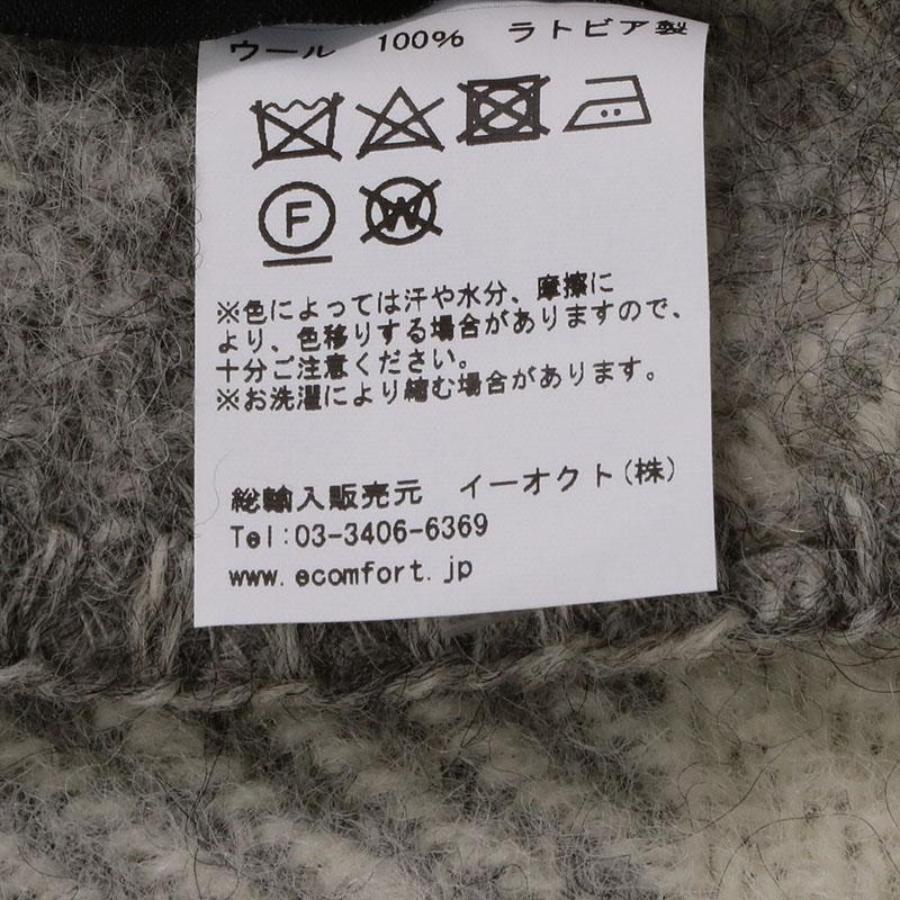 ウール 100% ラトビア製
F W
※色によっては汗や水分、摩擦に
より、色移りする場合がありますので、
十分ご注意ください。
※お洗濯により縮む場合があります。
総輸入販売元 イーオクト(株)
Tel:03-3406-6369
www.ecomfort.jp